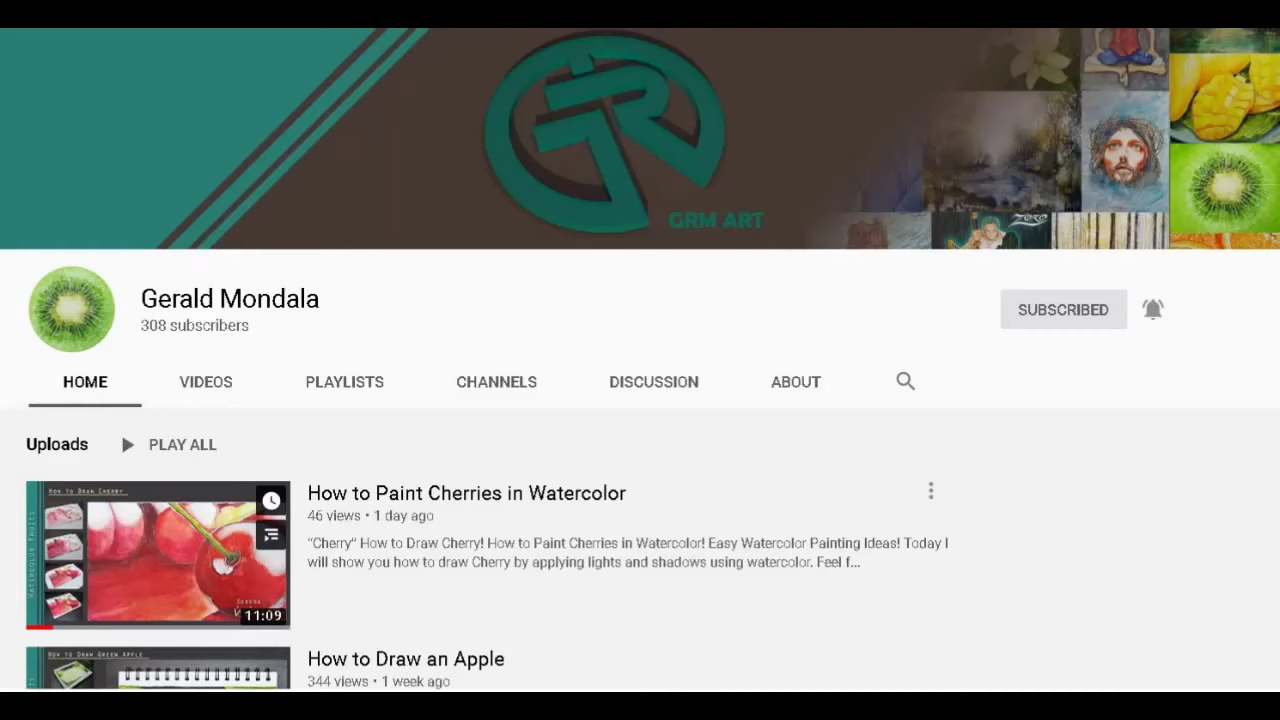 GR
GRM ART
ZORO
Gerald Mondala
308 subscribers
SUBSCRIBED
HOME
VIDEOS
PLAYLISTS
CHANNELS
DISCUSSION
ABOUT
Uploads
PLAY ALL
HOW TO DRAW CHERRY
WATERCOLOR FRUITS
11:09
How to Paint Cherries in Watercolor
46 views • 1 day ago
“Cherry” How to Draw Cherry! How to Paint Cherries in Watercolor! Easy Watercolor Painting Ideas! Today I
will show you how to draw Cherry by applying lights and shadows using watercolor. Feel f...
HOW TO DRAW GREEN APPLE
How to Draw an Apple
344 views • 1 week ago